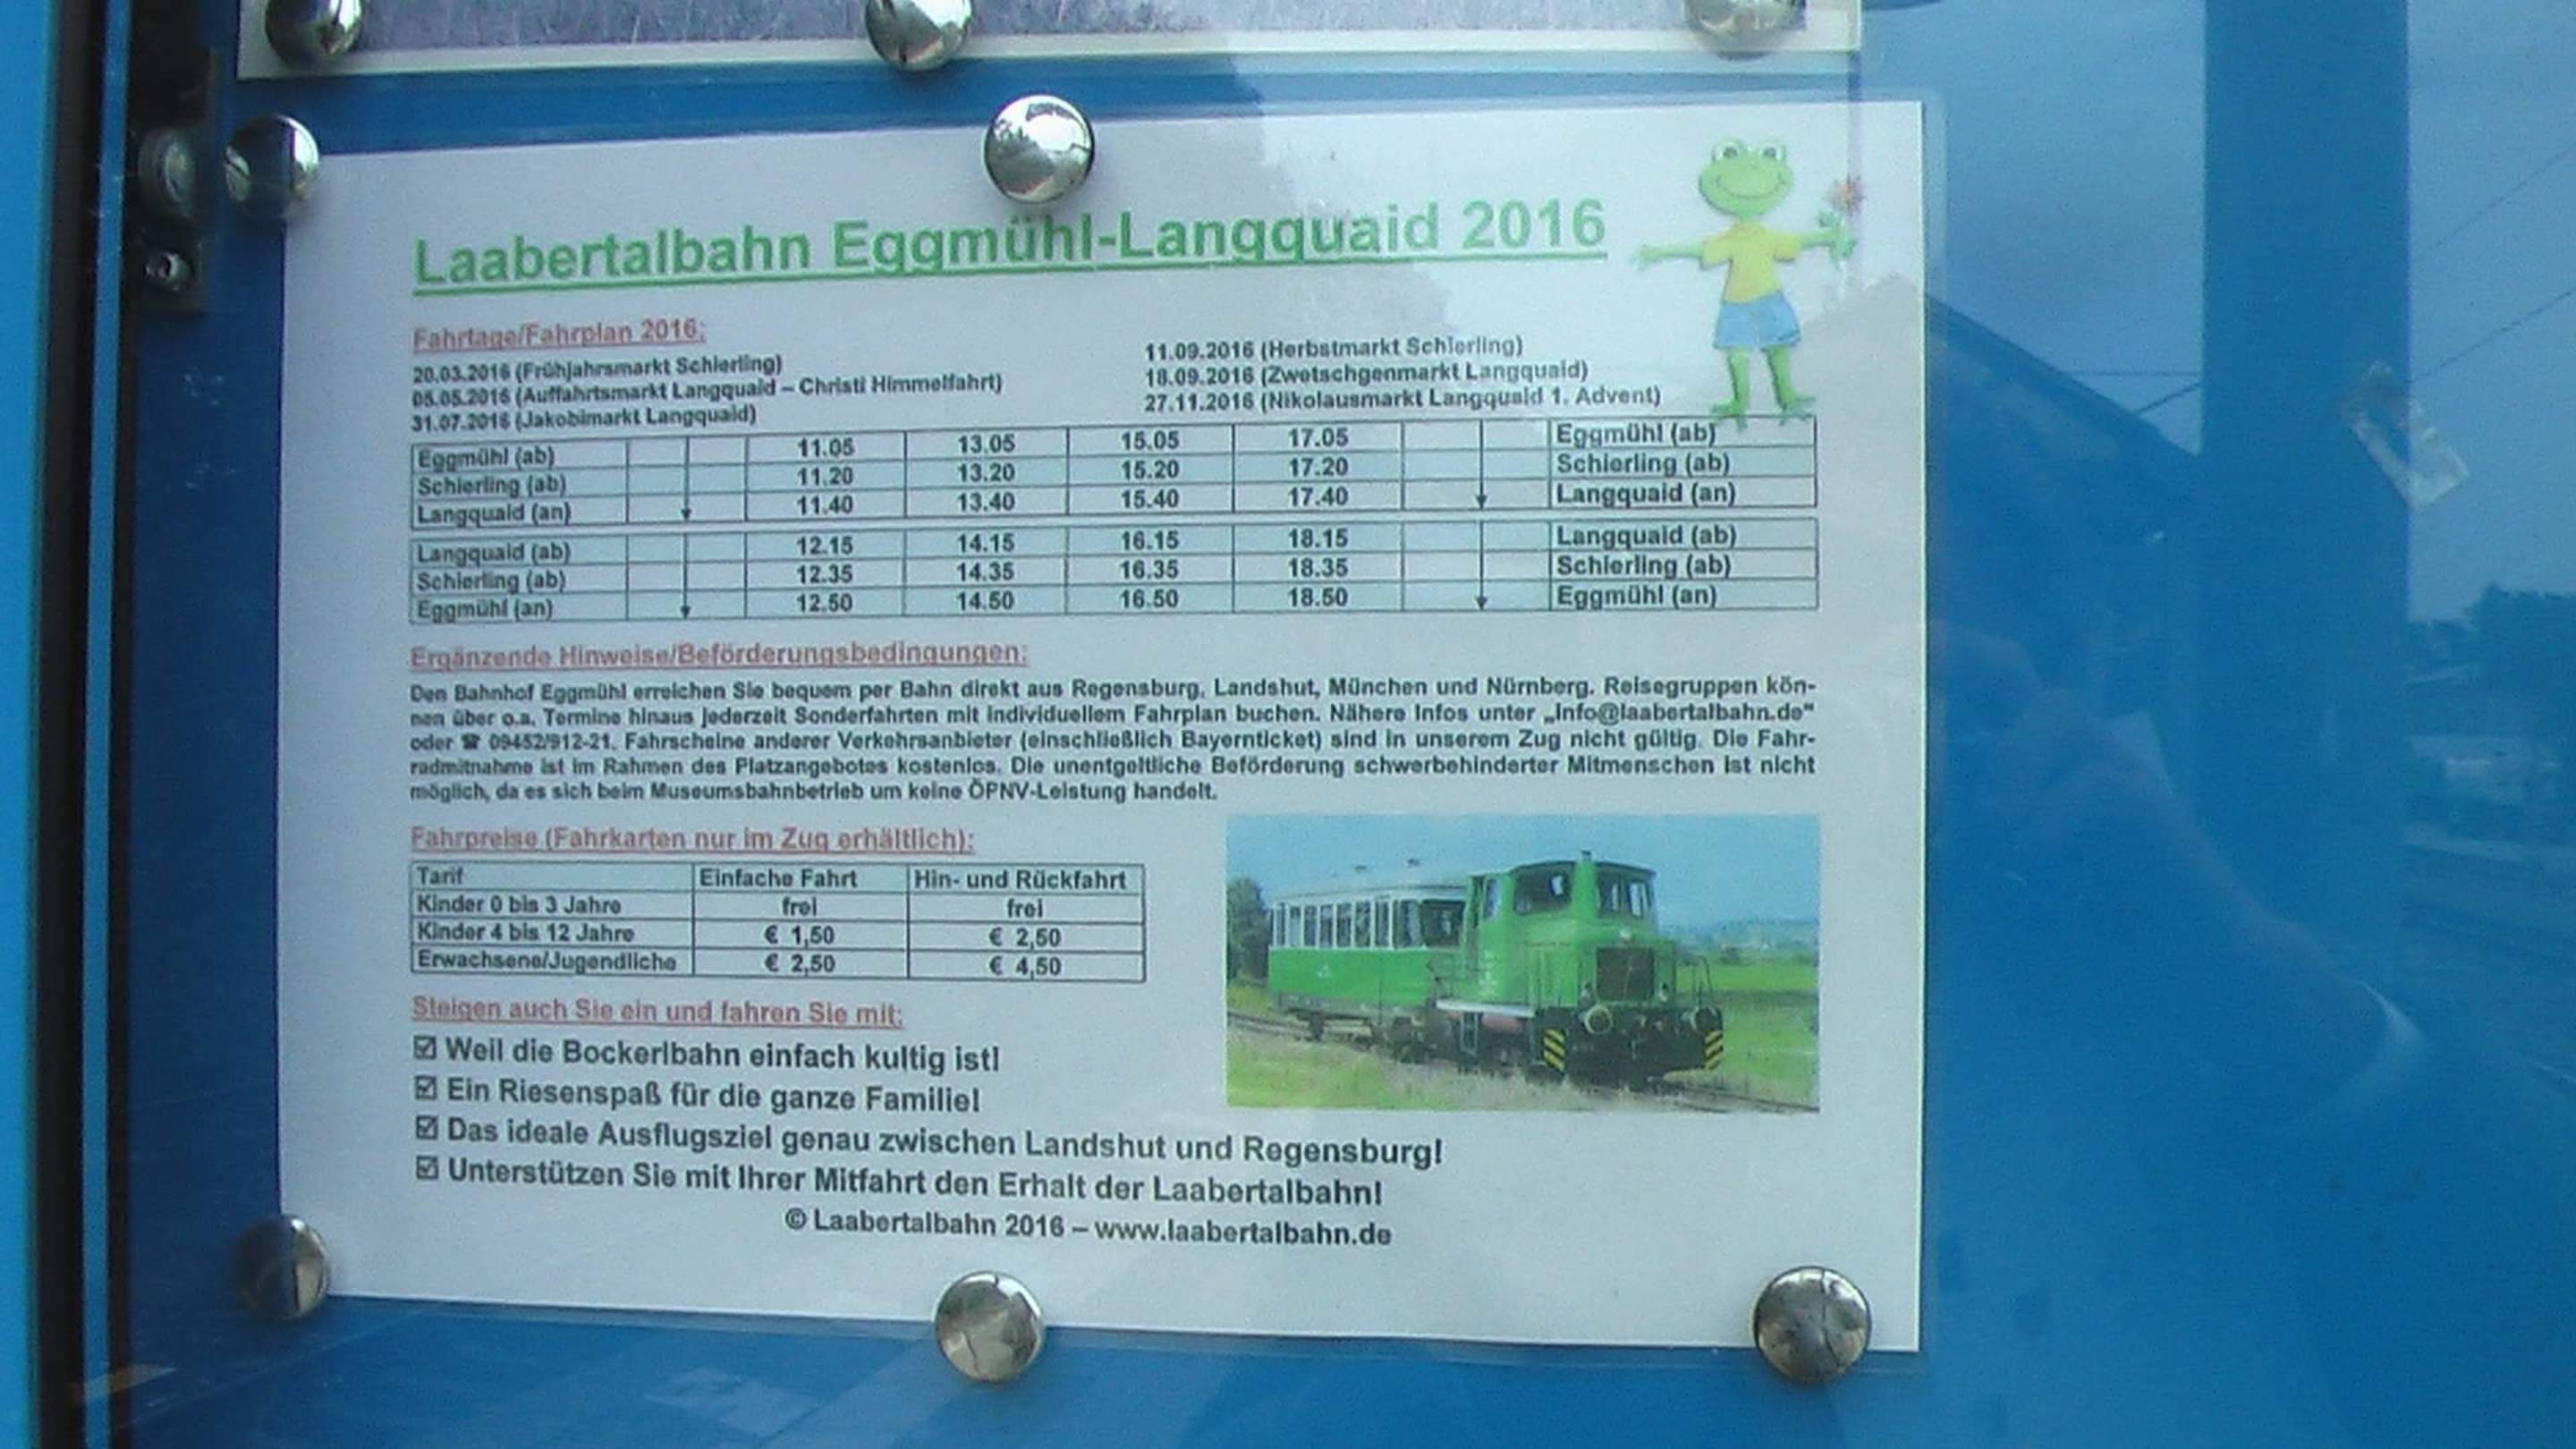 Laabertalbahn Eggmühl-Langquaid 2016
Fahrtage/Fahrplan 2016:
20.03.2016 (Frühjahrsmarkt Schierling)
05.05.2016 (Auffahrtsmarkt Langquaid – Christi Himmelfahrt)
31.07.2016 (Jakobimarkt Langquaid)
11.09.2016 (Herbstmarkt Schierling)
18.09.2016 (Zwetschgenmarkt Langquaid)
27.11.2016 (Nikolausmarkt Langquaid 1. Advent)
Eggmühl (ab) 11.05 13.05 15.05 17.05 Eggmühl (ab)
Schierling (ab) 11.20 13.20 15.20 17.20 Schierling (ab)
Langquaid (an) 11.40 13.40 15.40 17.40 Langquaid (an)
Langquaid (ab) 12.15 14.15 16.15 18.15 Langquaid (ab)
Schierling (ab) 12.35 14.35 16.35 18.35 Schierling (ab)
Eggmühl (an) 12.50 14.50 16.50 18.50 Eggmühl (an)
Ergänzende Hinweise/Beförderungsbedingungen:
Den Bahnhof Eggmühl erreichen Sie bequem per Bahn direkt aus Regensburg, Landshut, München und Nürnberg. Reisegruppen kön-
nen über o.a. Termine hinaus jederzeit Sonderfahrten mit individuellem Fahrplan buchen. Nähere Infos unter „info@laabertalbahn.de“
oder ☎ 09452/912-21. Fahrscheine anderer Verkehrsanbieter (einschließlich Bayernticket) sind in unserem Zug nicht gültig. Die Fahr-
radmitnahme ist im Rahmen des Platzangebotes kostenlos. Die unentgeltliche Beförderung schwerbehinderter Mitmenschen ist nicht
möglich, da es sich beim Museumsbahnbetrieb um keine ÖPNV-Leistung handelt.
Fahrpreise (Fahrkarten nur im Zug erhältlich):
Tarif Einfache Fahrt Hin- und Rückfahrt
Kinder 0 bis 3 Jahre frei frei
Kinder 4 bis 12 Jahre € 1,50 € 2,50
Erwachsene/Jugendliche € 2,50 € 4,50
Steigen auch Sie ein und fahren Sie mit:
☑ Weil die Bockerlbahn einfach kultig ist!
☑ Ein Riesenspaß für die ganze Familie!
☑ Das ideale Ausflugsziel genau zwischen Landshut und Regensburg!
☑ Unterstützen Sie mit Ihrer Mitfahrt den Erhalt der Laabertalbahn!
© Laabertalbahn 2016 – www.laabertalbahn.de